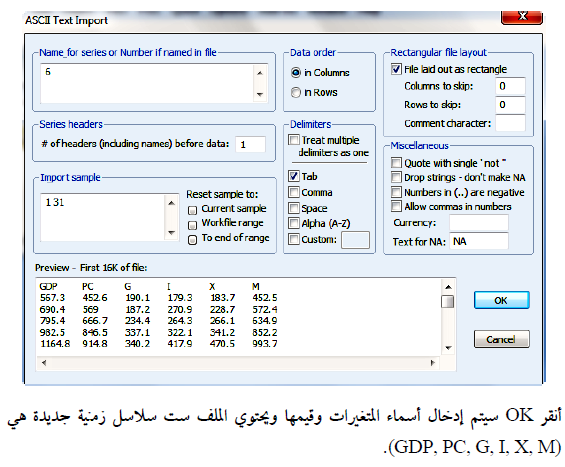 ASCII Text Import
Name for series or Number if named in file
6
Data order
in Columns
in Rows
Rectangular file layout
File laid out as rectangle
Columns to skip: 0
Rows to skip: 0
Comment character:
Series headers
# of headers (including names) before data: 1
Delimiters
Treat multiple
delimiters as one
Tab
Comma
Space
Alpha (A-Z)
Custom:
Miscellaneous
Quote with single ' not "
Drop strings - don't make NA
Numbers in (..) are negative
Allow commas in numbers
Currency:
Text for NA: NA
Import sample
1 31
Reset sample to:
Current sample
Workfile range
To end of range
Preview - First 16K of file:
GDP PC G I X M
567.3 452.6 190.1 179.3 183.7 452.5
690.4 569 187.2 270.9 228.7 572.4
795.4 666.7 234.4 264.3 266.1 634.9
982.5 846.5 337.1 322.1 341.2 852.2
1164.8 914.8 340.2 417.9 470.5 993.7
OK
Cancel
أنقر OK سيتم إدخال أسماء المتغيرات وقيمها ويحتوي الملف ست سلاسل زمنية جديدة هي
(GDP, PC, G, I, X, M).